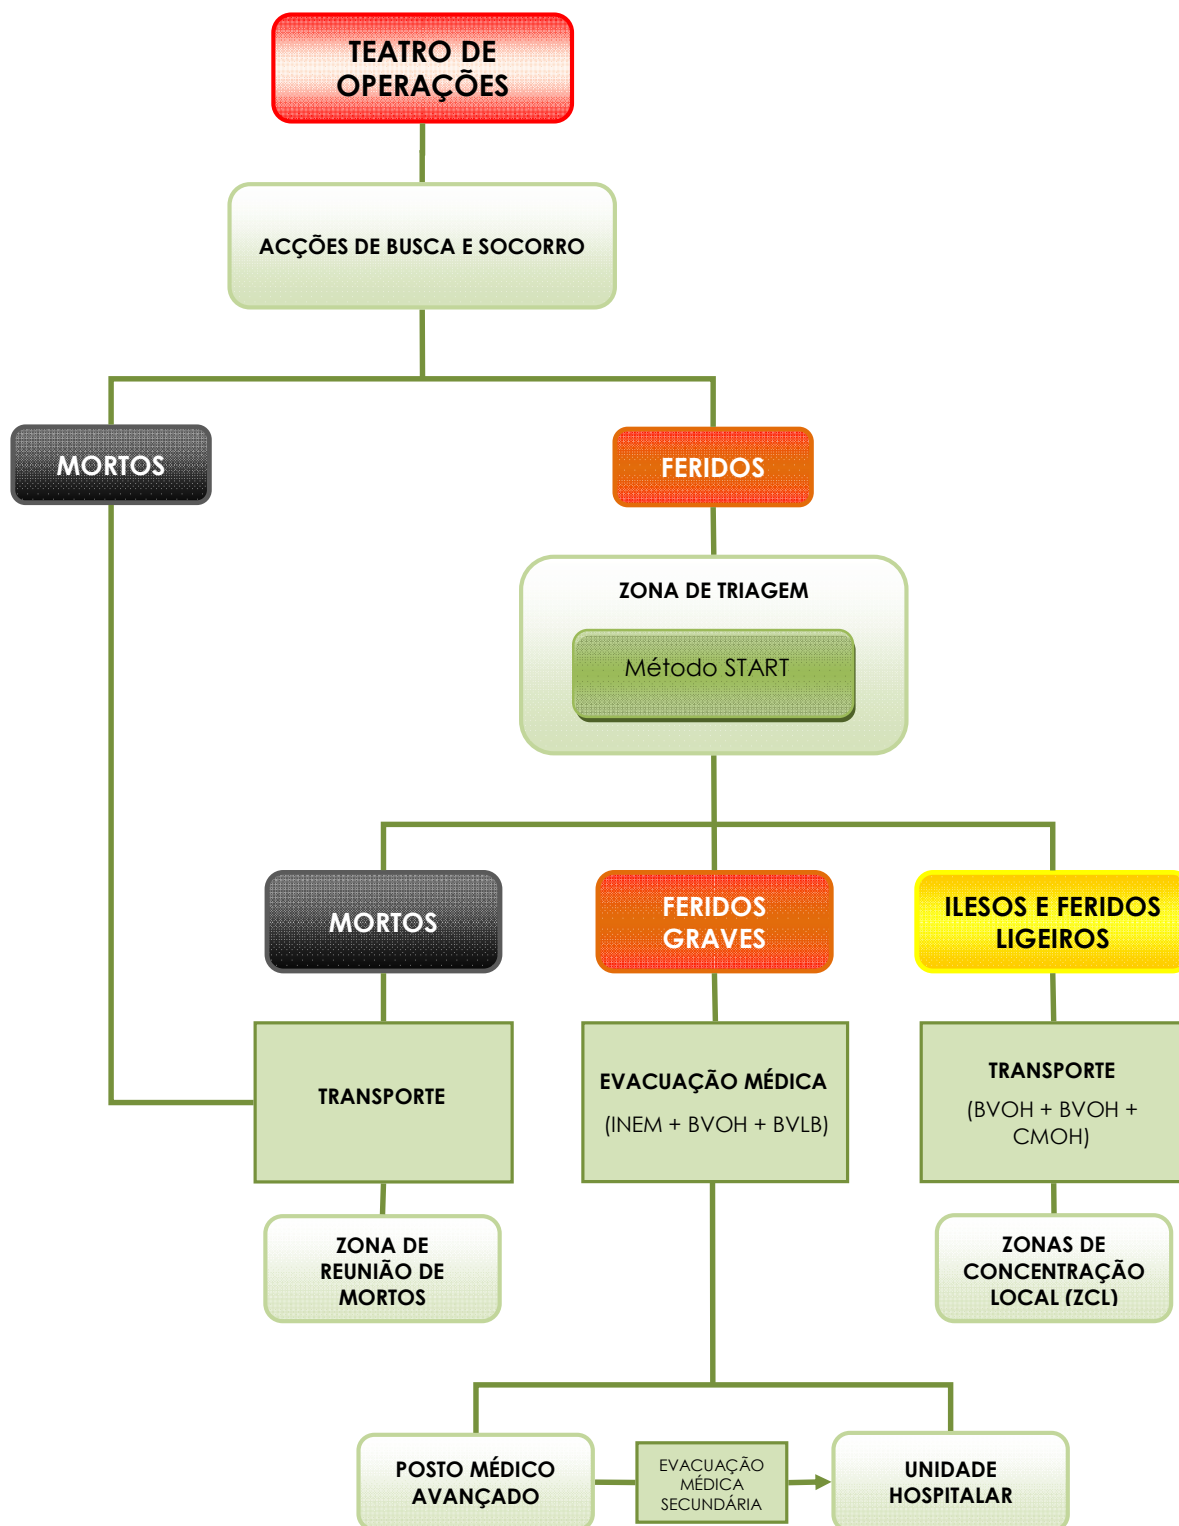 TEATRO DE
OPERAÇÕES
ACÇÕES DE BUSCA E SOCORRO
MORTOS
FERIDOS
ZONA DE TRIAGEM
Método START
MORTOS
FERIDOS
GRAVES
ILESOS E FERIDOS
LIGEIROS
TRANSPORTE
EVACUAÇÃO MÉDICA
(INEM + BVOH + BVLB)
TRANSPORTE
(BVOH + BVOH +
CMOH)
ZONA DE
REUNIÃO DE
MORTOS
ZONAS DE
CONCENTRAÇÃO
LOCAL (ZCL)
POSTO MÉDICO
AVANÇADO
EVACUAÇÃO
MÉDICA
SECUNDÁRIA
UNIDADE
HOSPITALAR